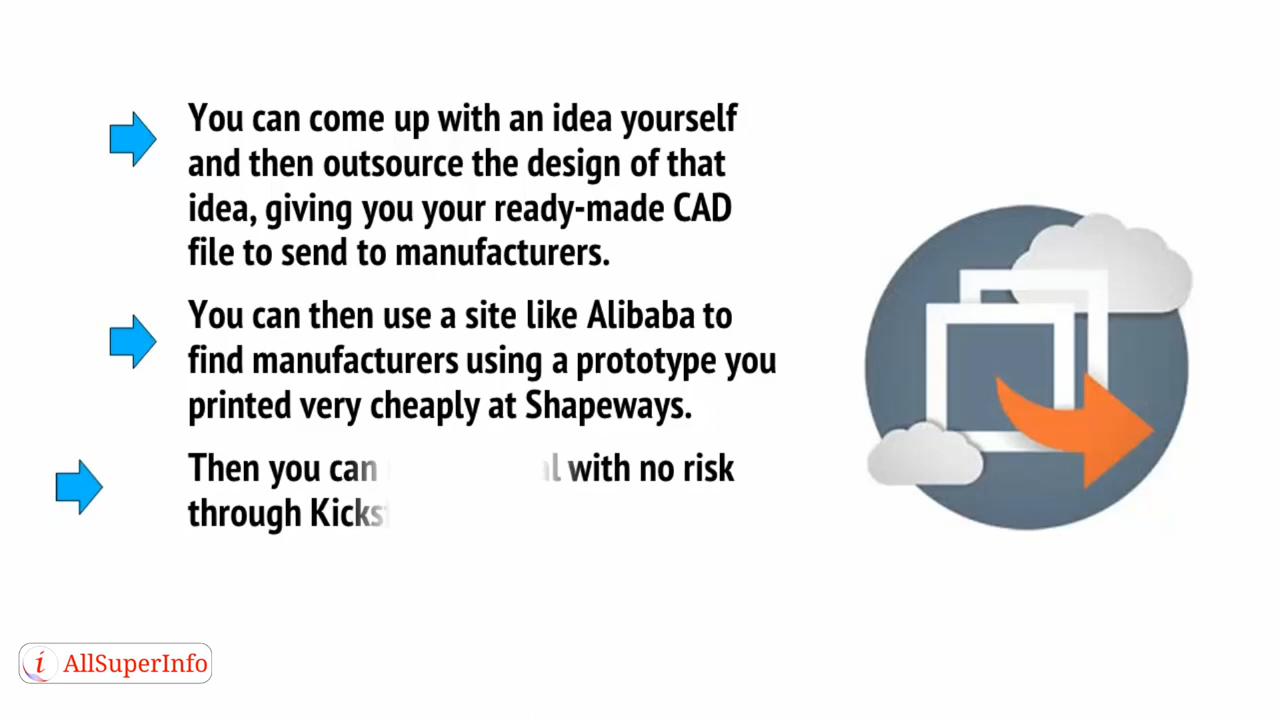 You can come up with an idea yourself
and then outsource the design of that
idea, giving you your ready-made CAD
file to send to manufacturers.
You can then use a site like Alibaba to
find manufacturers using a prototype you
printed very cheaply at Shapeways.
Then you can with no risk
through
i AllSuperInfo